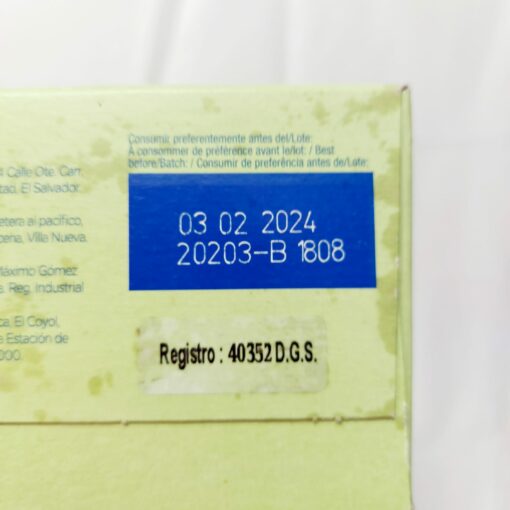 Consumir preferentemente antes del/Lote:
À consommer de préférence avant le/lot: / Best
before/Batch: / Consumir de preferência antes de/Lote:
03 02 2024
20203-B 1808
Registro : 40352 D.G.S.
Calle Ote. Carr.
El Salvador.
al pacífico,
Villa Nueva.
Máximo Gómez
Reg. Industrial
El Coyol,
Estación de
000.